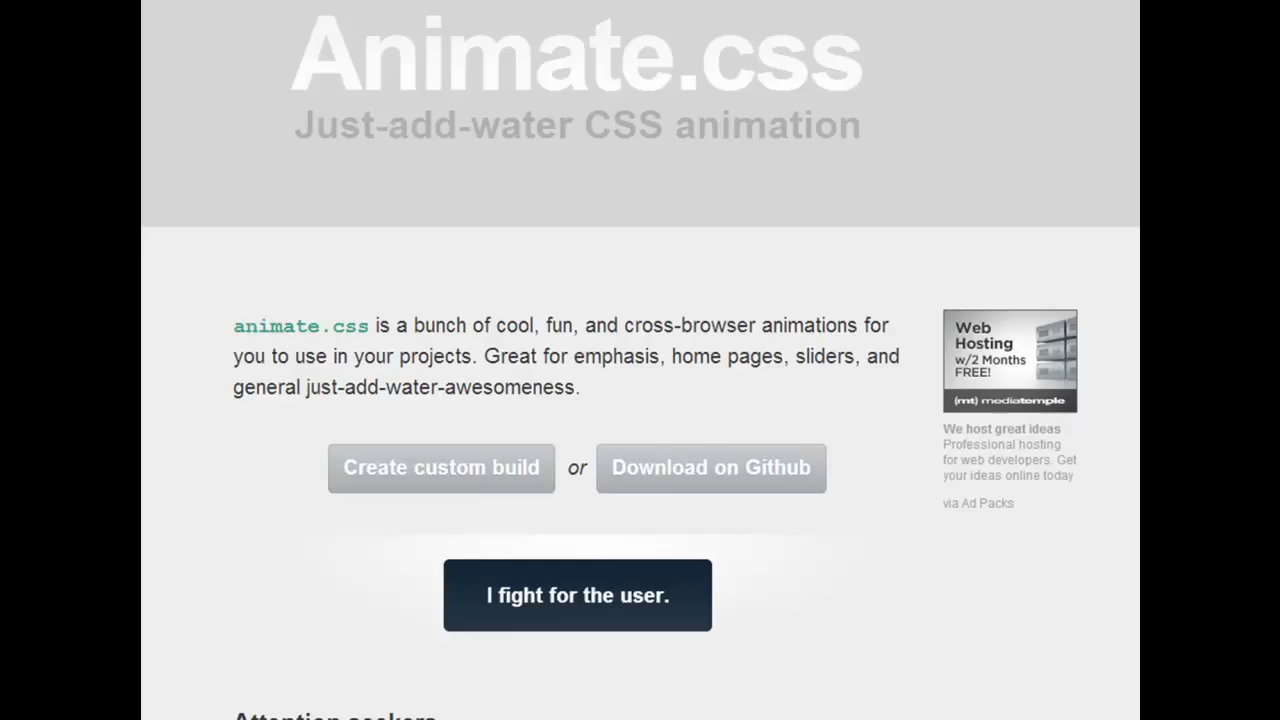 Animate.css
Just-add-water CSS animation
animate.css is a bunch of cool, fun, and cross-browser animations for
you to use in your projects. Great for emphasis, home pages, sliders, and
general just-add-water-awesomeness.
Web
Hosting
w/2 Months
FREE!
(mt) mediatemple
We host great ideas
Professional hosting
for web developers. Get
your ideas online today
via Ad Packs
Create custom build or Download on Github
I fight for the user.
Attention seekers